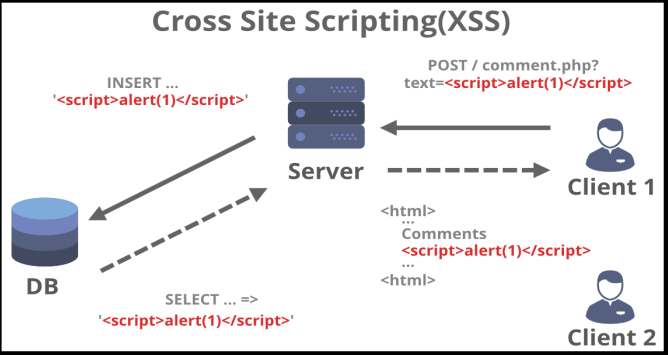 Cross Site Scripting(XSS)
POST / comment.php?
text=<script>alert(1)</script>
INSERT ...
'<script>alert(1)</script>'
Server
Client 1
<html>
...
Comments
<script>alert(1)</script>
...
<html>
DB
SELECT ... =>
'<script>alert(1)</script>'
Client 2